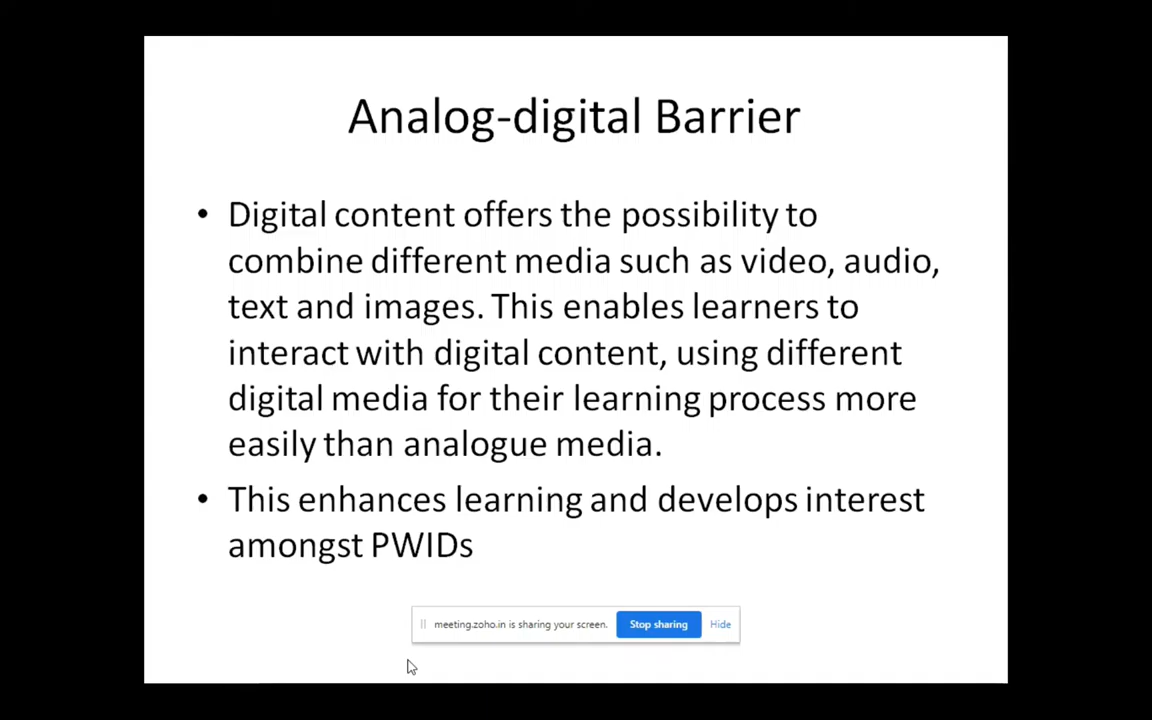 Analog-digital Barrier
• Digital content offers the possibility to
combine different media such as video, audio,
text and images. This enables learners to
interact with digital content, using different
digital media for their learning process more
easily than analogue media.
• This enhances learning and develops interest
amongst PWIDs
meeting.zoho.in is sharing your screen. Stop sharing Hide